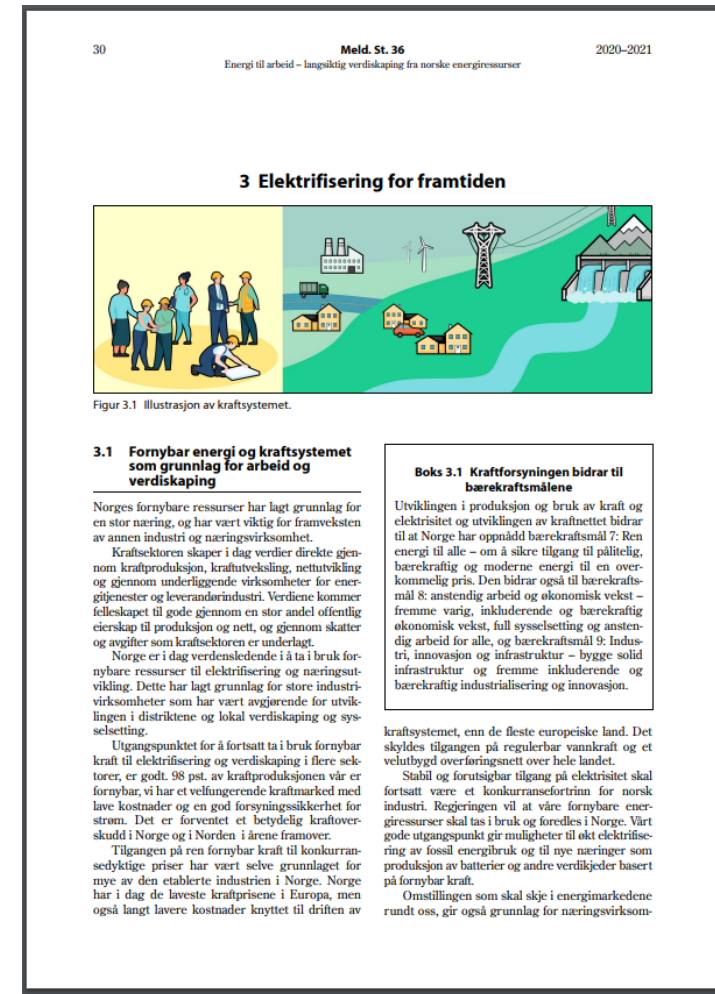 30
Meld. St. 36
2020–2021
Energi til arbeid – langsiktig verdiskaping fra norske energiressurser
3 Elektrifisering for framtiden
Figur 3.1 Illustrasjon av kraftsystemet.
3.1 Fornybar energi og kraftsystemet
som grunnlag for arbeid og
verdiskaping
Norges fornybare ressurser har lagt grunnlag for
en stor næring, og har vært viktig for framveksten
av annen industri og næringsvirksomhet.
Kraftsektoren skaper i dag verdier direkte gjen-
nom kraftproduksjon, kraftutveksling, nettutvikling
og gjennom underliggende virksomheter for ener-
gitjenester og leverandørindustri. Verdiene kommer
felleskapet til gode gjennom en stor andel offentlig
eierskap til produksjon og nett, og gjennom skatter
og avgifter som kraftsektoren er underlagt.
Norge er i dag verdensledende i å ta i bruk for-
nybare ressurser til elektrifisering og næringsut-
vikling. Dette har lagt grunnlag for store industri-
virksomheter som har vært avgjørende for utvik-
lingen i distriktene og lokal verdiskaping og sys-
selsetting.
Utgangspunktet for å fortsatt ta i bruk fornybar
kraft til elektrifisering og verdiskaping i flere sek-
torer, er godt. 98 pst. av kraftproduksjonen vår er
fornybar, vi har et velfungerende kraftmarked med
lave kostnader og en god forsyningssikkerhet for
strøm. Det er forventet et betydelig kraftover-
skudd i Norge og i Norden i årene framover.
Tilgangen på ren fornybar kraft til konkurran-
sedyktige priser har vært selve grunnlaget for
mye av den etablerte industrien i Norge. Norge
har i dag de laveste kraftprisene i Europa, men
også langt lavere kostnader knyttet til driften av
Boks 3.1 Kraftforsyningen bidrar til
bærekraftsmålene
Utviklingen i produksjon og bruk av kraft og
elektrisitet og utviklingen av kraftnettet bidrar
til at Norge har oppnådd bærekraftsmål 7: Ren
energi til alle – om å sikre tilgang til pålitelig,
bærekraftig og moderne energi til en over-
kommelig pris. Den bidrar også til bærekrafts-
mål 8: anstendig arbeid og økonomisk vekst –
fremme varig, inkluderende og bærekraftig
økonomisk vekst, full sysselsetting og ansten-
dig arbeid for alle, og bærekraftsmål 9: Indus-
tri, innovasjon og infrastruktur – bygge solid
infrastruktur og fremme inkluderende og
bærekraftig industrialisering og innovasjon.
kraftsystemet, enn de fleste europeiske land. Det
skyldes tilgangen på regulerbar vannkraft og et
velutbygd overføringsnett over hele landet.
Stabil og forutsigbar tilgang på elektrisitet skal
fortsatt være et konkurransefortrinn for norsk
industri. Regjeringen vil at våre fornybare ener-
giressurser skal tas i bruk og foredles i Norge. Vårt
gode utgangspunkt gir muligheter til økt elektrifise-
ring av fossil energibruk og til nye næringer som
produksjon av batterier og andre verdikjeder basert
på fornybar kraft.
Omstillingen som skal skje i energimarkedene
rundt oss, gir også grunnlag for næringsvirksom-